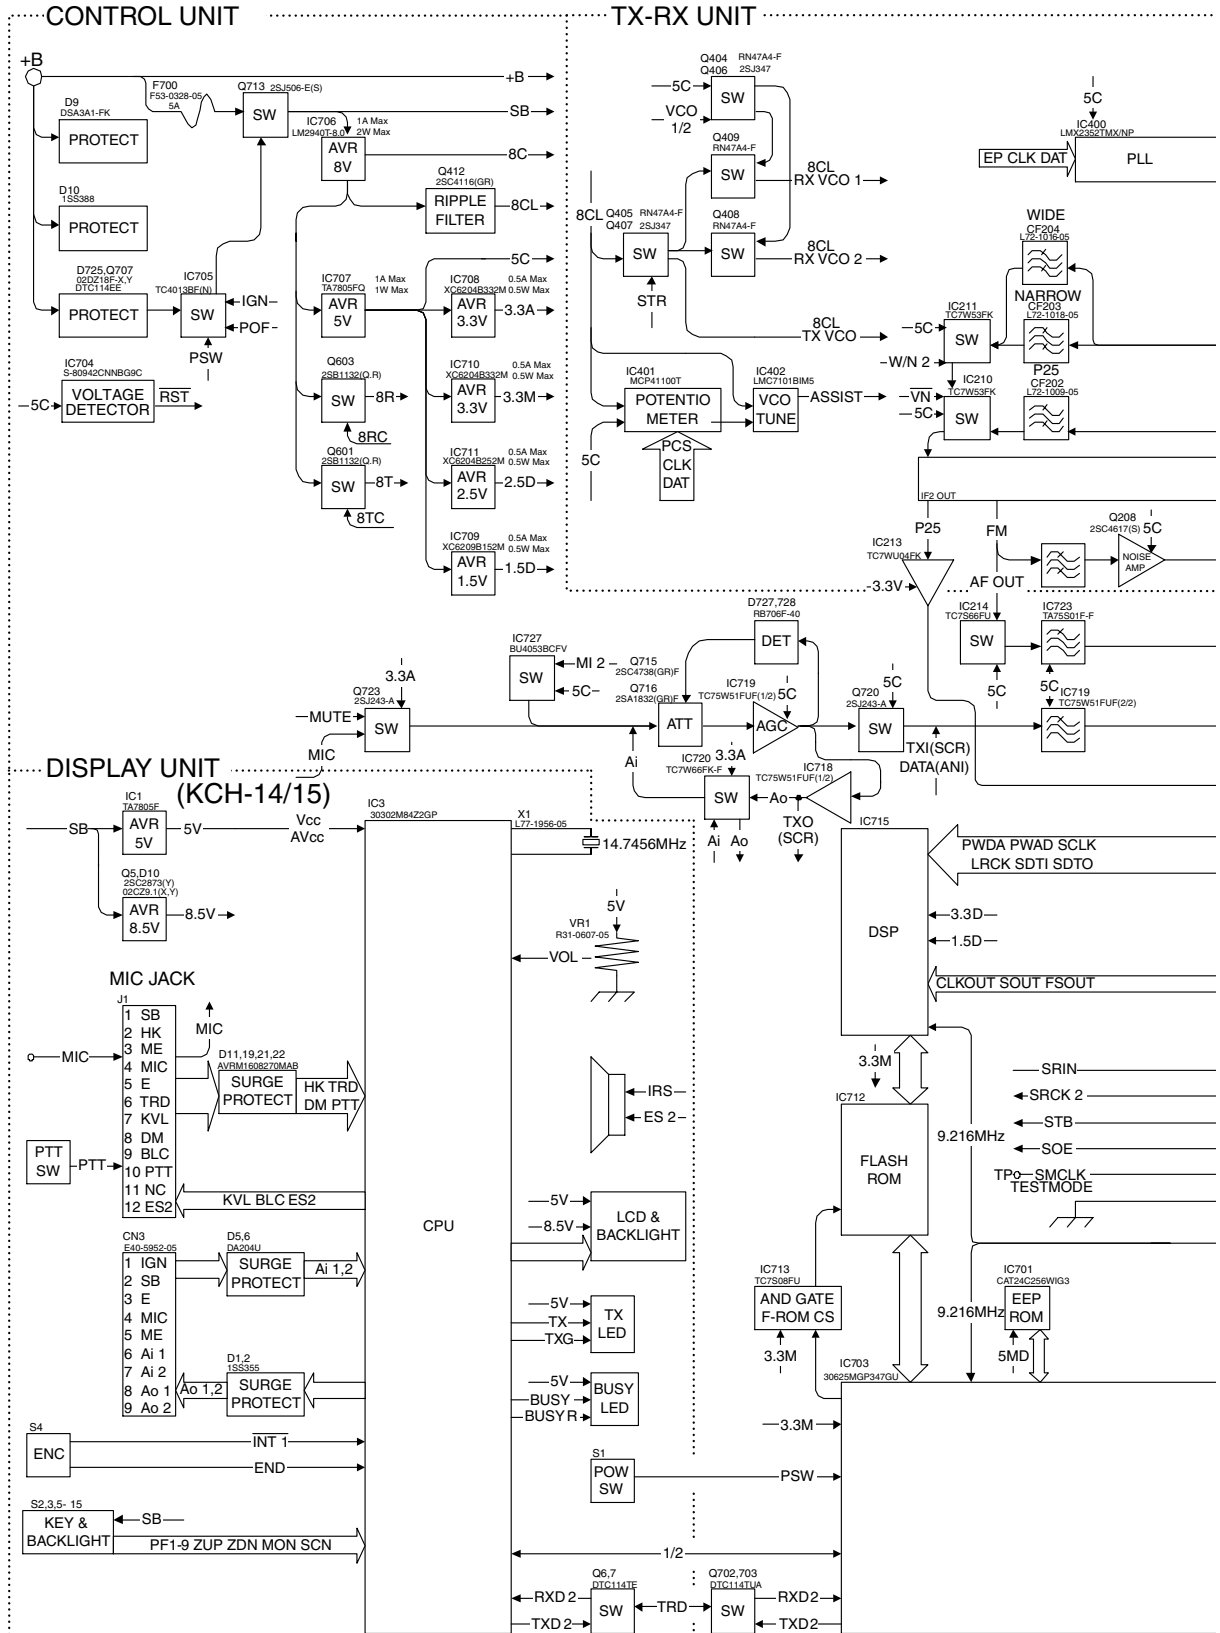 CONTROL UNIT
TX-RX UNIT
+B
D9
DSA3A1-FK
PROTECT
D10
1SS388
PROTECT
D725,Q707
02DZ18F-X,Y
DTC114EE
PROTECT
IC704
S-80942CNNBG9C
5C
VOLTAGE
DETECTOR
RST
F700
F53-0328-05
5A
Q713
2SJ506-E(S)
SW
IC705
TC4013BF(N)
SW
IGN
POF
PSW
+B
SB
IC706
LM2940T-8.0
1A Max
2W Max
AVR
8V
8C
Q412
2SC4116(GR)
RIPPLE
FILTER
8CL
5C
IC707
TA7805FQ
1A Max
1W Max
AVR
5V
IC708
XC6204B332M
0.5A Max
0.5W Max
AVR
3.3V
3.3A
Q603
2SB1132(Q.R)
SW
8R
8RC
IC710
XC6204B332M
0.5A Max
0.5W Max
AVR
3.3V
3.3M
Q601
2SB1132(Q.R)
SW
8T
8TC
IC711
XC6204B252M
0.5A Max
0.5W Max
AVR
2.5V
2.5D
IC709
XC6209B152M
0.5A Max
0.5W Max
AVR
1.5V
1.5D
Q404
Q406
RN47A4-F
2SJ347
5C
VCO
1/2
SW
Q409
RN47A4-F
SW
8CL
RX VCO 1
8CL
Q405
Q407
RN47A4-F
2SJ347
SW
STR
Q408
RN47A4-F
SW
8CL
RX VCO 2
8CL
TX VCO
IC401
MCP41100T
POTENTIO
METER
5C
PCS
CLK
DAT
IC402
LMC7101BIM5
VCO
TUNE
ASSIST
5C
IC400
LMX2352TMX/NP
EP CLK DAT
PLL
WIDE
CF204
L72-1016-05
NARROW
CF203
L72-1018-05
IC211
TC7W53FK
5C
SW
W/N 2
P25
CF202
L72-1009-05
IC210
TC7W53FK
VN
5C
SW
IF2 OUT
P25
FM
IC213
TC7WU04FK
3.3V
AF OUT
Q208
2SC4617(S)
5C
NOISE
AMP
IC214
TC7S66FU
SW
5C
IC723
TA75S01F-F
5C
IC719
TC75W51FUF(2/2)
D727,728
RB706F-40
DET
IC727
BU4053BCFV
SW
MI 2
5C
Q715
2SC4738(GR)F
Q716
2SA1832(GR)F
ATT
IC719
TC75W51FUF(1/2)
5C
AGC
5C
Q720
2SJ243-A
SW
TXI(SCR)
DATA(ANI)
3.3A
Q723
2SJ243-A
MUTE
SW
MIC
Ai
IC720
TC7W66FK-F
3.3A
SW
Ai
Ao
Ao
TXO
(SCR)
IC718
TC75W51FUF(1/2)
DISPLAY UNIT
(KCH-14/15)
IC1
TA7805F
SB
AVR
5V
5V
Vcc
AVcc
Q5,D10
2SC2873(Y)
02CZ9.1(X,Y)
AVR
8.5V
8.5V
IC3
30302M84Z2GP
CPU
X1
L77-1956-05
14.7456MHz
5V
VR1
R31-0607-05
VOL
IRS
ES 2
MIC JACK
J1
1 SB
2 HK
3 ME
4 MIC
5 E
6 TRD
7 KVL
8 DM
9 BLC
10 PTT
11 NC
12 ES2
MIC
MIC
PTT
SW
PTT
D11,19,21,22
AVRM1608270MAB
SURGE
PROTECT
HK TRD
DM PTT
KVL BLC ES2
CN3
E40-5952-05
1 IGN
2 SB
3 E
4 MIC
5 ME
6 Ai 1
7 Ai 2
8 Ao 1
9 Ao 2
D5,6
DA204U
SURGE
PROTECT
Ai 1,2
D1,2
1SS355
SURGE
PROTECT
Ao 1,2
S4
ENC
INT 1
END
S2,3,5- 15
KEY &
BACKLIGHT
SB
PF1-9 ZUP ZDN MON SCN
5V
8.5V
LCD &
BACKLIGHT
5V
TX
TXG
TX
LED
5V
BUSY
BUSY R
BUSY
LED
S1
POW
SW
PSW
1/2
Q6,7
DTC114TE
RXD2
TXD2
SW
TRD
Q702,703
DTC114TUA
SW
RXD2
TXD2
IC715
DSP
PWDA PWAD SCLK
LRCK SDTI SDTO
3.3D
1.5D
CLKOUT SOUT FSOUT
3.3M
IC712
FLASH
ROM
9.216MHz
SRIN
SRCK 2
STB
SOE
TP
SMCLK
TESTMODE
IC713
TC7S08FU
AND GATE
F-ROM CS
3.3M
9.216MHz
IC701
CAT24C256WIG3
EEP
ROM
5MD
IC703
30625MGP347GU
3.3M